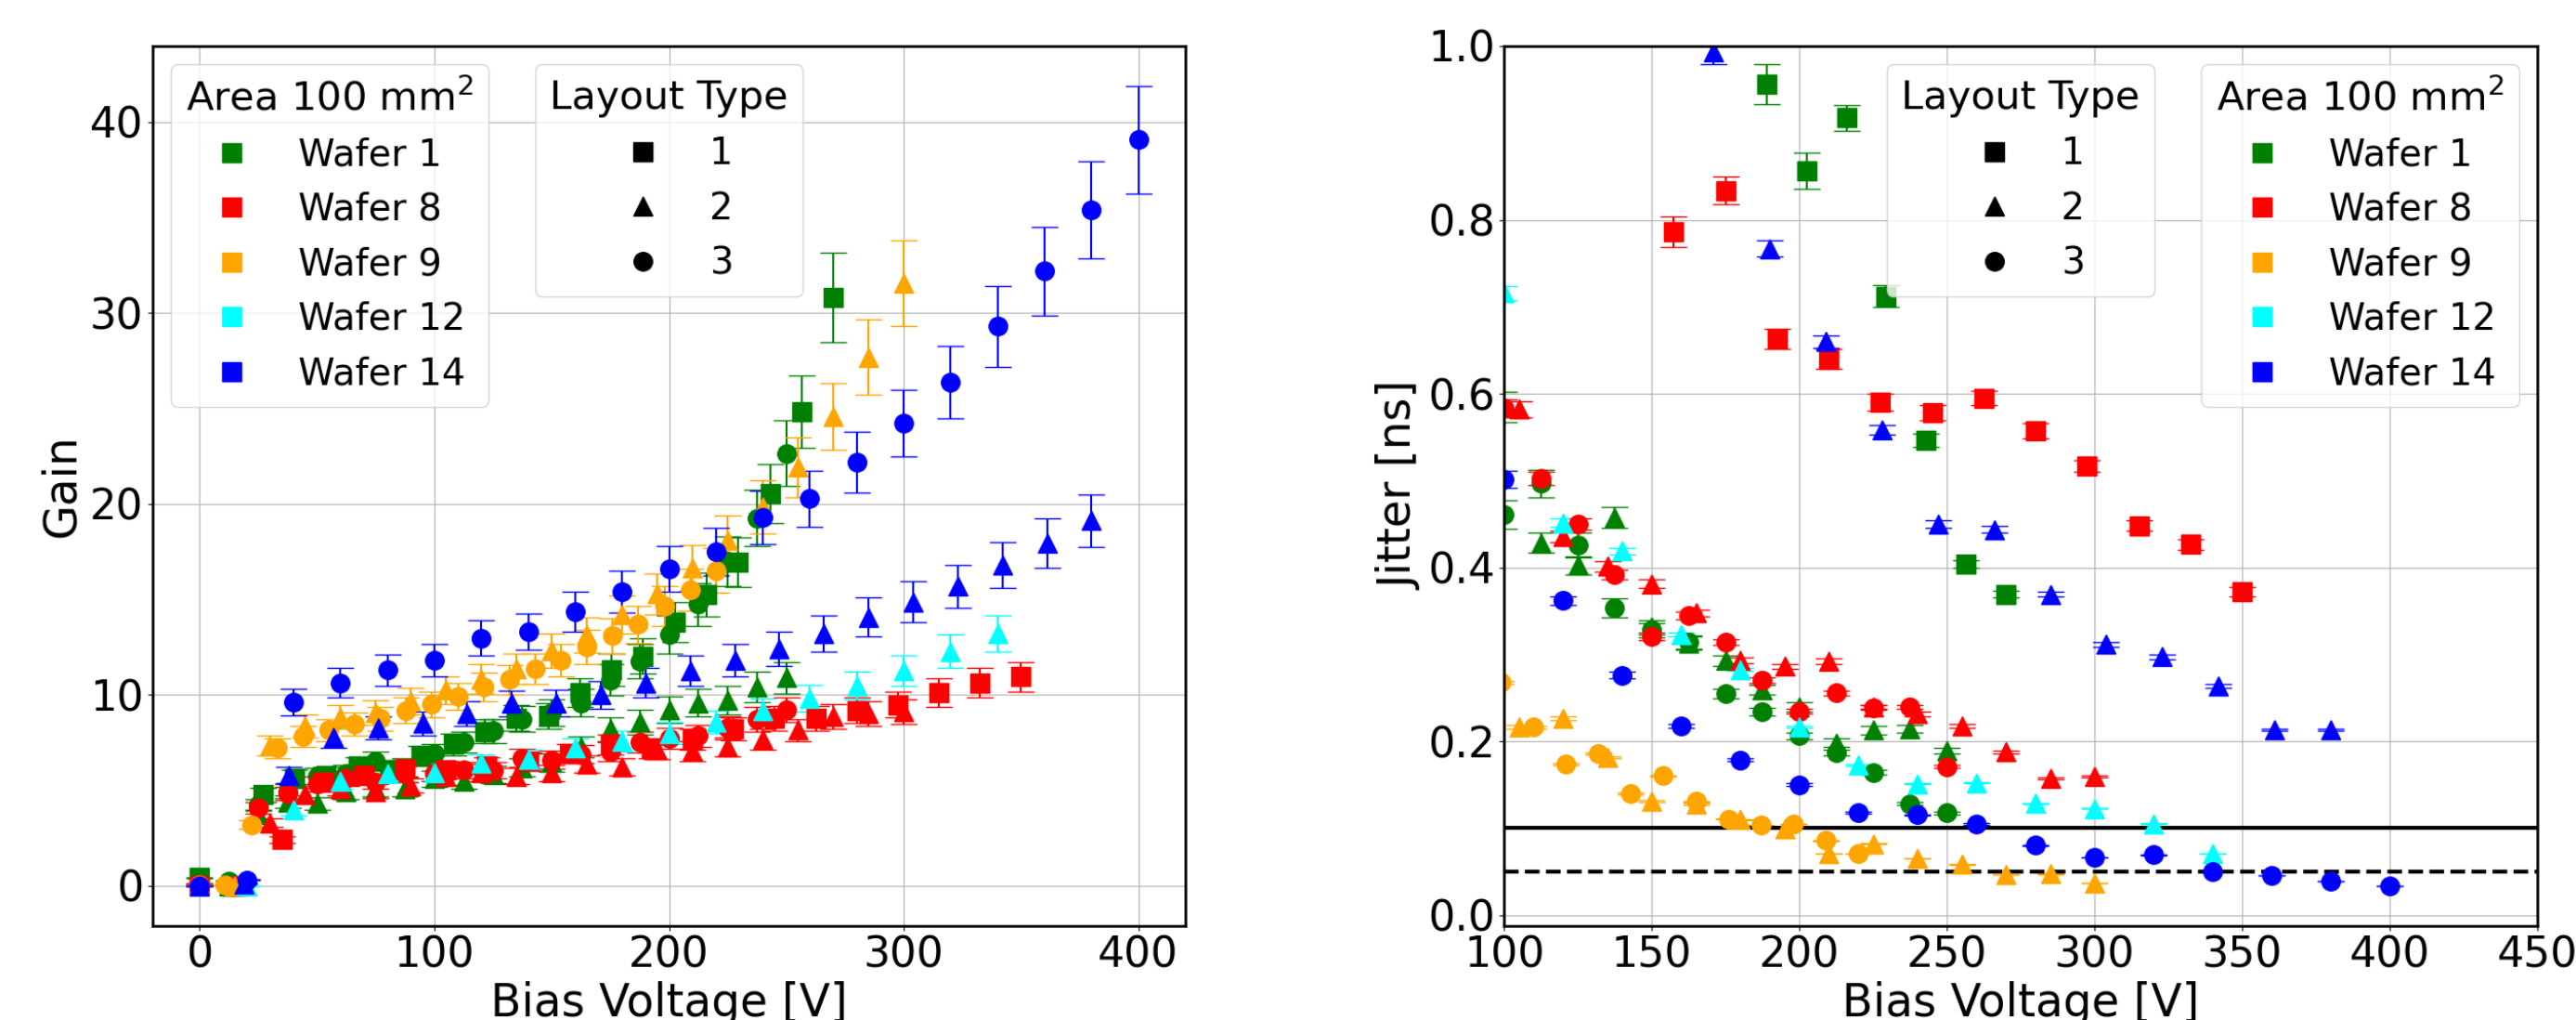 Area 100 mm²
Wafer 1
Wafer 8
Wafer 9
Wafer 12
Wafer 14
Layout Type
1
2
3
Gain
40
30
20
10
0
0 100 200 300 400
Bias Voltage [V]
Layout Type
1
2
3
Area 100 mm²
Wafer 1
Wafer 8
Wafer 9
Wafer 12
Wafer 14
Jitter [ns]
1.0
0.8
0.6
0.4
0.2
0.0
100 150 200 250 300 350 400 450
Bias Voltage [V]